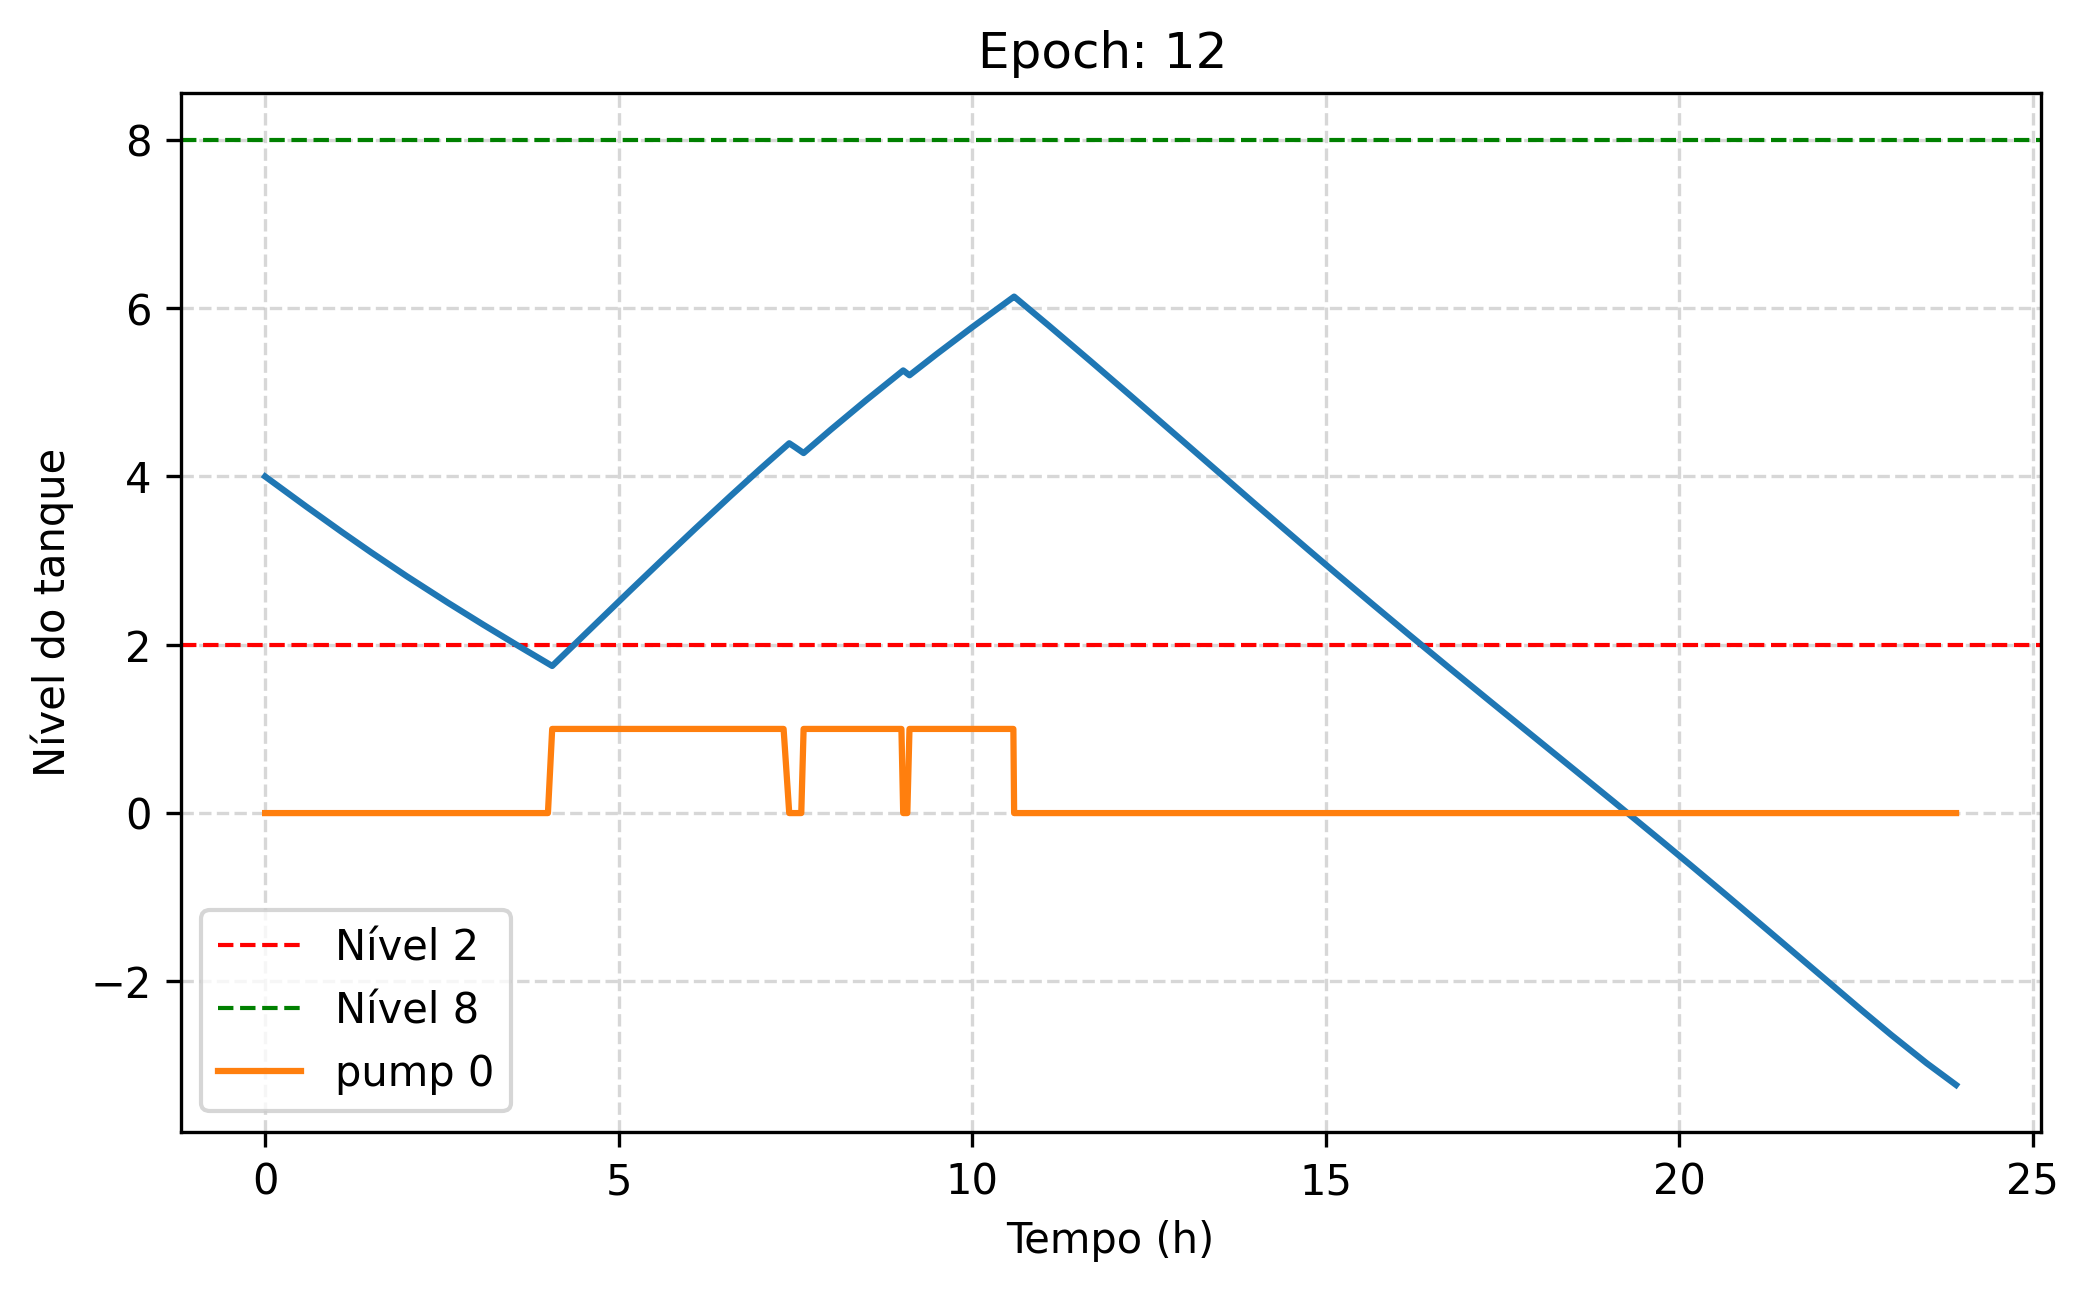 Epoch: 12
8
6
4
2
0
−2
Nível do tanque
Nível 2
Nível 8
pump 0
0 5 10 15 20 25
Tempo (h)